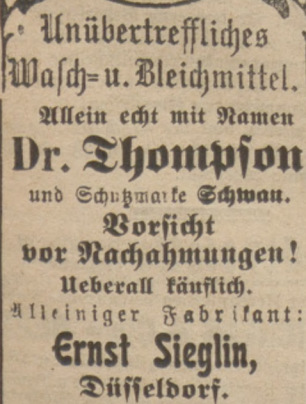 Unübertreffliches
Wasch= u. Bleichmittel.
Allein echt mit Namen
Dr. Thompson
und Schutzmarke Schwan.
Vorsicht
vor Nachahmungen!
Ueberall käuflich.
Alleiniger Fabrikant:
Ernst Sieglin,
Düsseldorf.